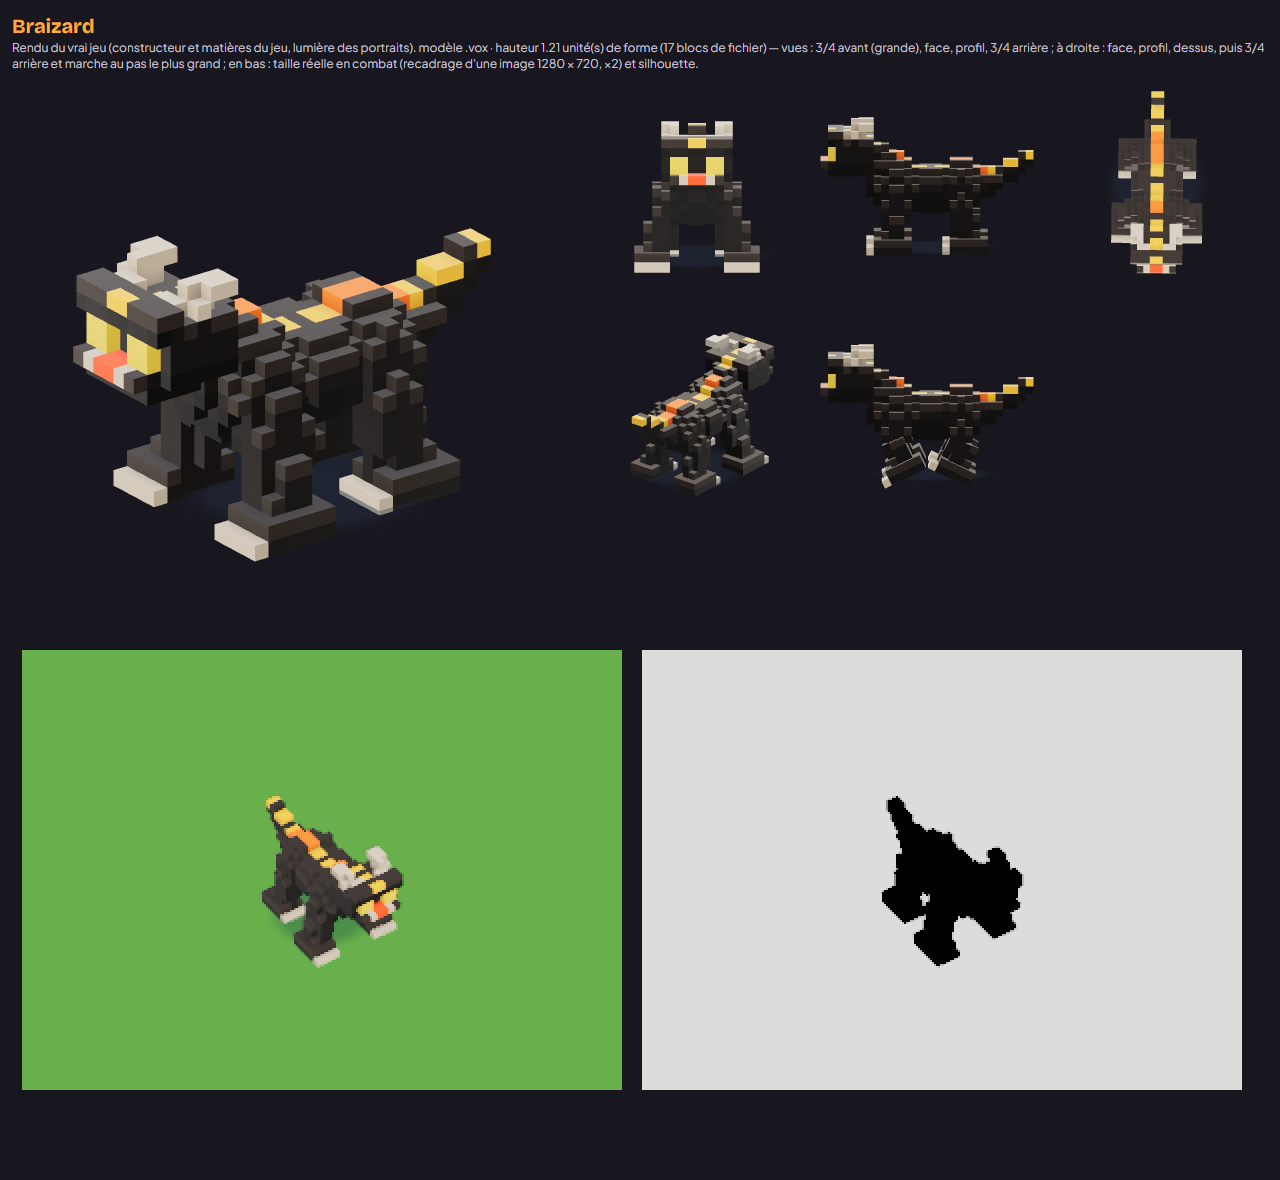 Braizard
Rendu du vrai jeu (constructeur et matières du jeu, lumière des portraits). modèle .vox · hauteur 1.21 unité(s) de forme (17 blocs de fichier) — vues : 3/4 avant (grande), face, profil, 3/4 arrière ; à droite : face, profil, dessus, puis 3/4
arrière et marche au pas le plus grand ; en bas : taille réelle en combat (recadrage d'une image 1280 × 720, ×2) et silhouette.